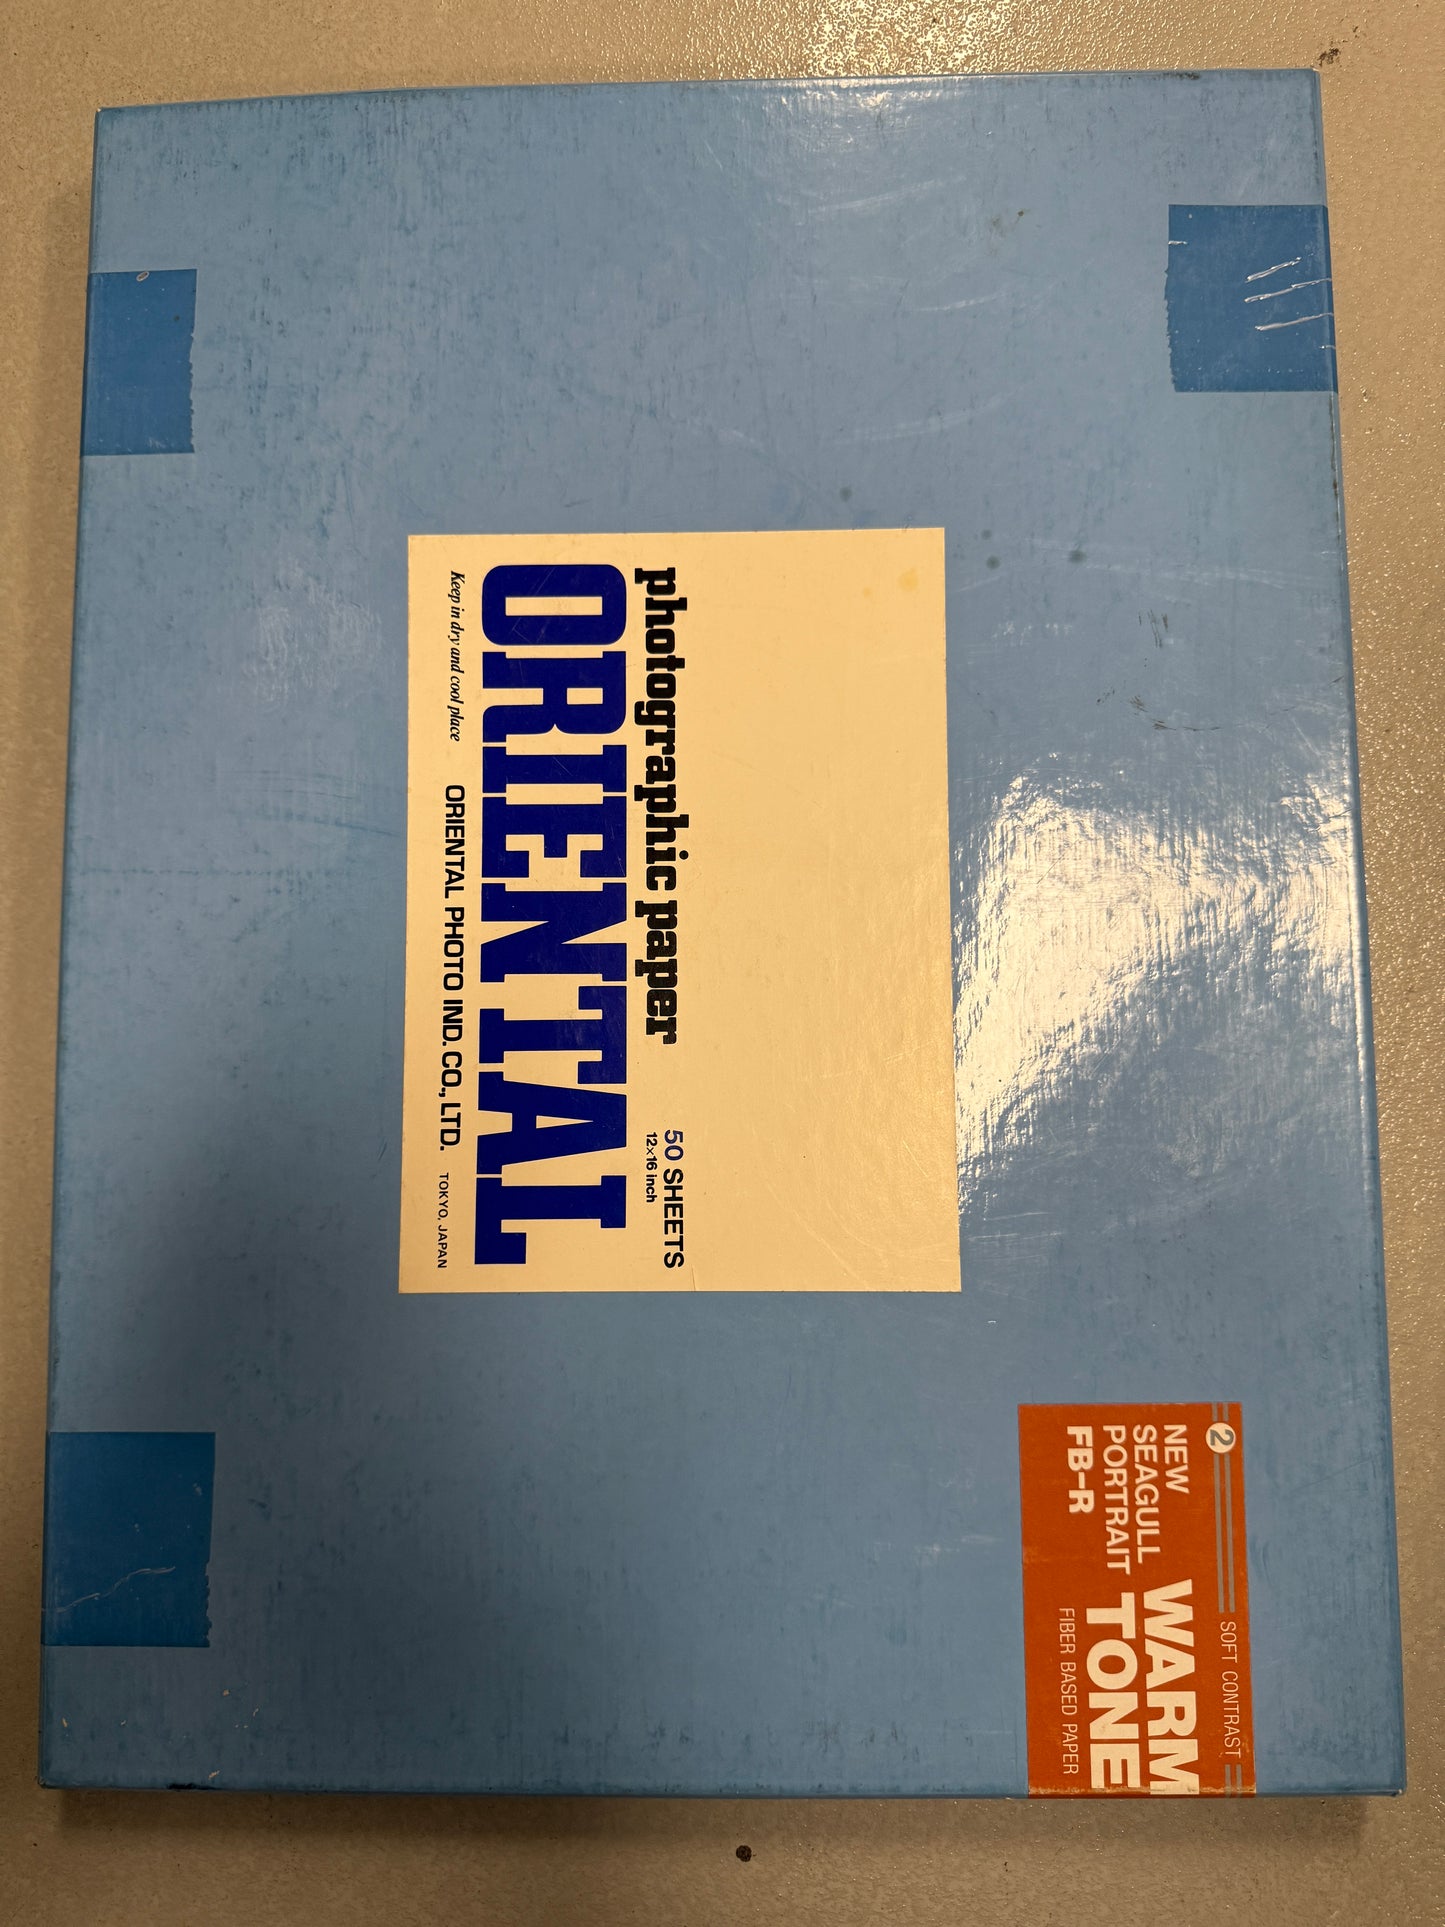 photographic paper
50 SHEETS
12×16 inch
ORIENTAL
Keep in dry and cool place
ORIENTAL PHOTO IND. CO., LTD.
TOKYO, JAPAN
2
SOFT CONTRAST
NEW
SEAGULL
PORTRAIT
FB-R
WARM
TONE
FIBER BASED PAPER